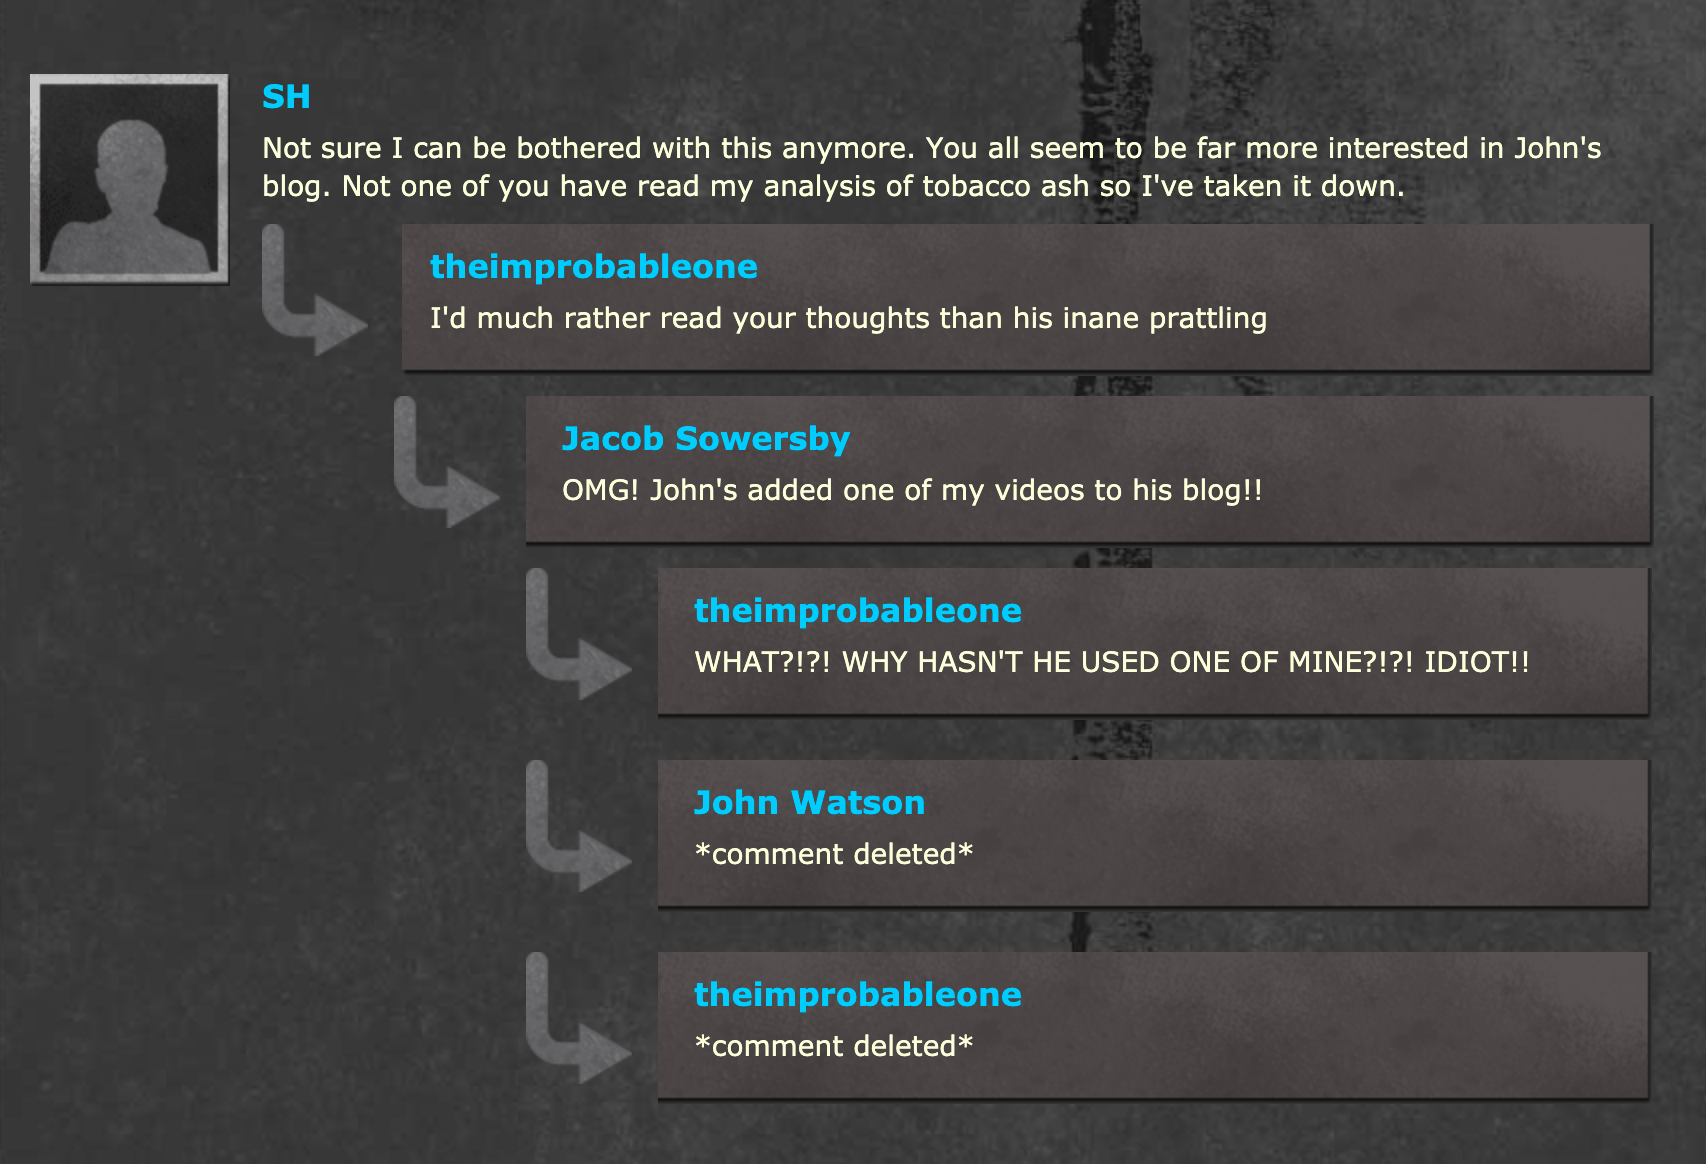 SH
Not sure I can be bothered with this anymore. You all seem to be far more interested in John's
blog. Not one of you have read my analysis of tobacco ash so I've taken it down.
theimprobableone
I'd much rather read your thoughts than his inane prattling
Jacob Sowersby
OMG! John's added one of my videos to his blog!!
theimprobableone
WHAT?!?! WHY HASN'T HE USED ONE OF MINE?!?! IDIOT!!
John Watson
*comment deleted*
theimprobableone
*comment deleted*